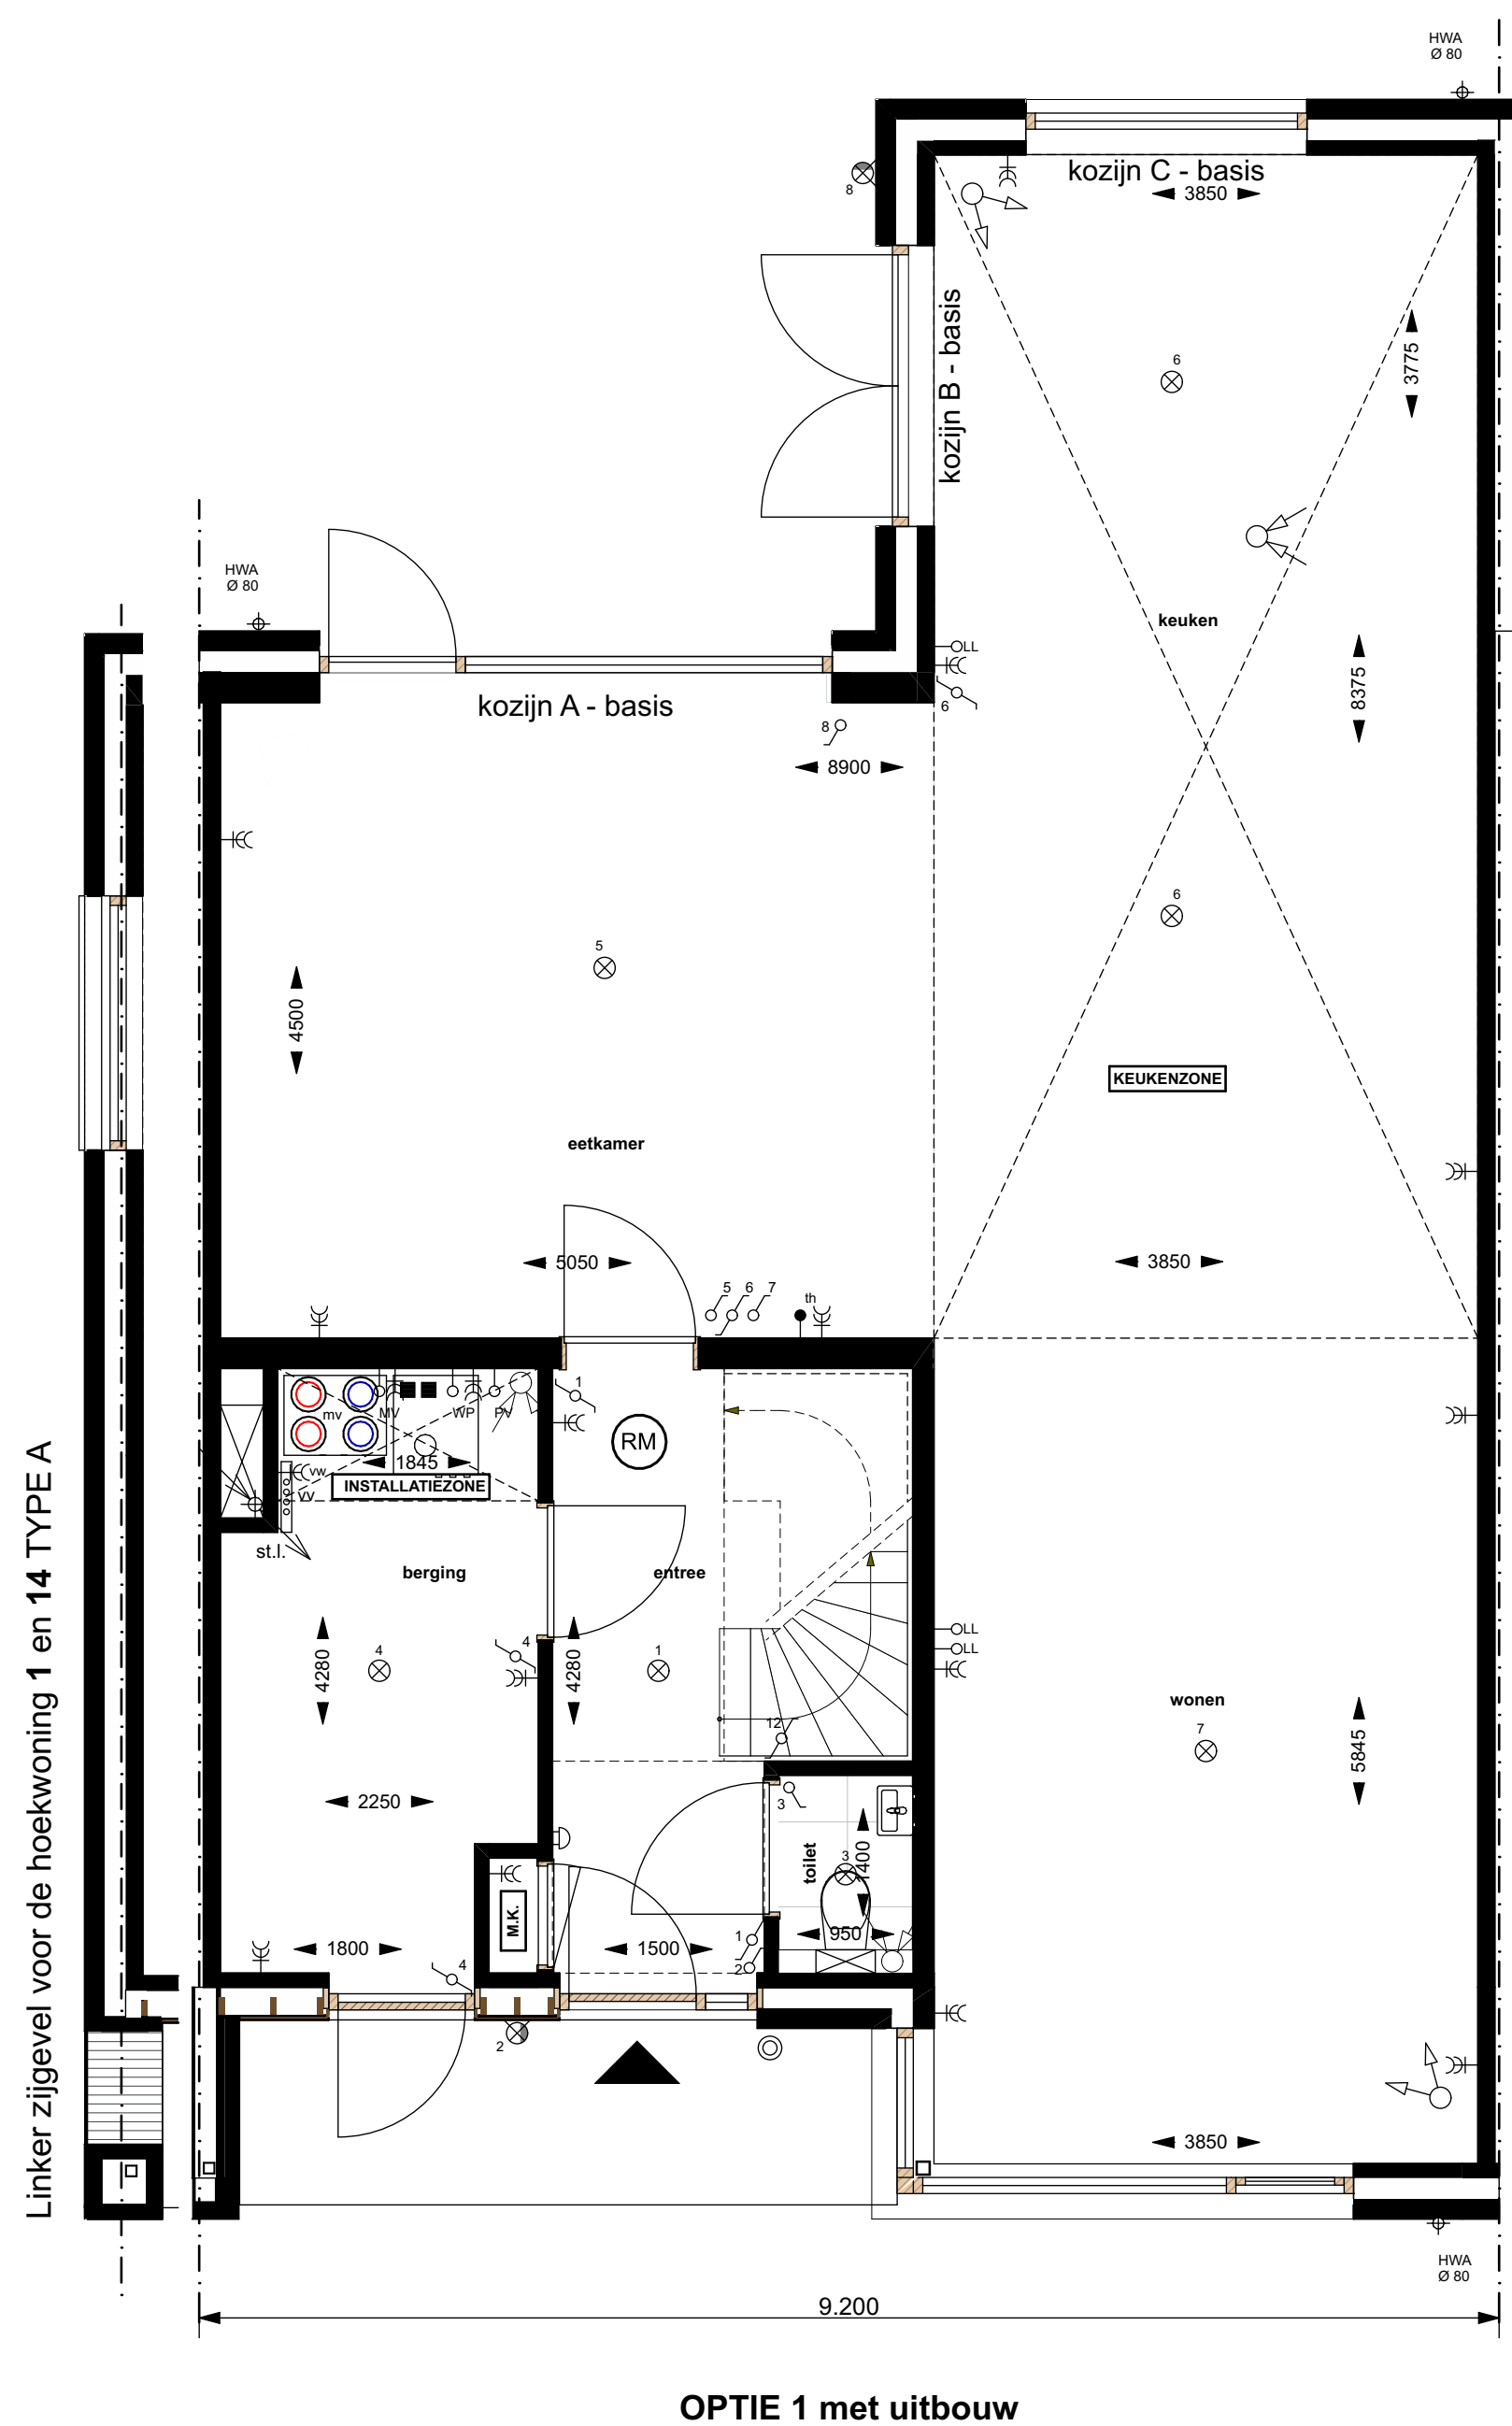 HWA
Ø 80
kozijn C - basis
3850
8
kozijn B - basis
6
3775
HWA
Ø 80
keuken
LL
8375
6
kozijn A - basis
8
8900
6
5
4500
KEUKENZONE
eetkamer
5050
3850
5 6 7
th
1
mv
MV
WP
PV
RM
1845
vw
VV
INSTALLATIEZONE
st.l.
berging
entree
4
4
4280
4280
1
LL
LL
wonen
7
5845
12
2250
3
toilet
3
1400
M.K.
1800
4
1500
1
2
950
2
3850
Linker zijgevel voor de hoekwoning 1 en 14 TYPE A
HWA
Ø 80
9.200
OPTIE 1 met uitbouw